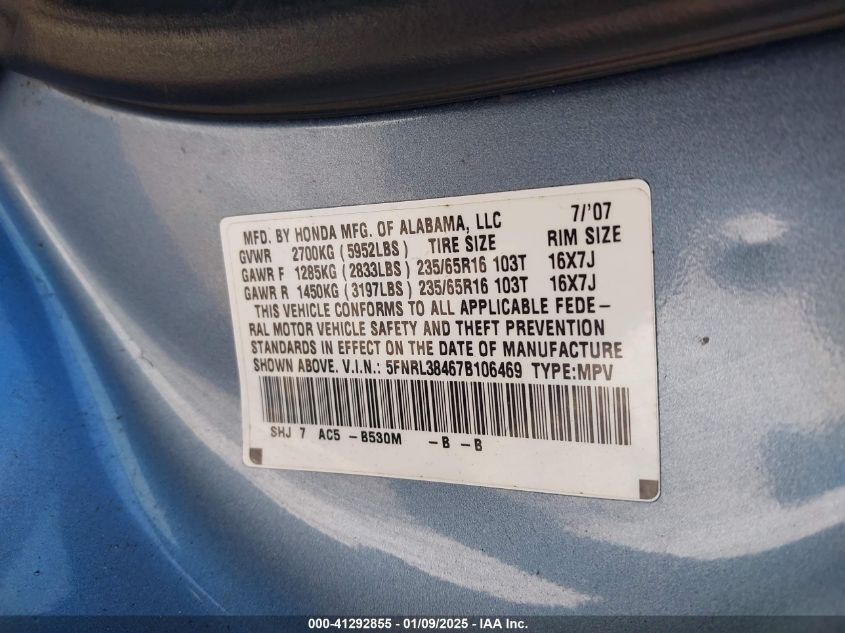 MFD. BY HONDA MFG. OF ALABAMA, LLC 7/'07
GVWR 2700KG (5952LBS) TIRE SIZE RIM SIZE
GAWR F 1285KG (2833LBS) 235/65R16 103T 16X7J
GAWR R 1450KG (3197LBS) 235/65R16 103T 16X7J
THIS VEHICLE CONFORMS TO ALL APPLICABLE FEDE-
RAL MOTOR VEHICLE SAFETY AND THEFT PREVENTION
STANDARDS IN EFFECT ON THE DATE OF MANUFACTURE
SHOWN ABOVE. V.I.N.: 5FNRL38467B106469 TYPE:MPV
SHJ 7 AC5 -B530M -B -B
000-41292855 - 01/09/2025 - IAA Inc.